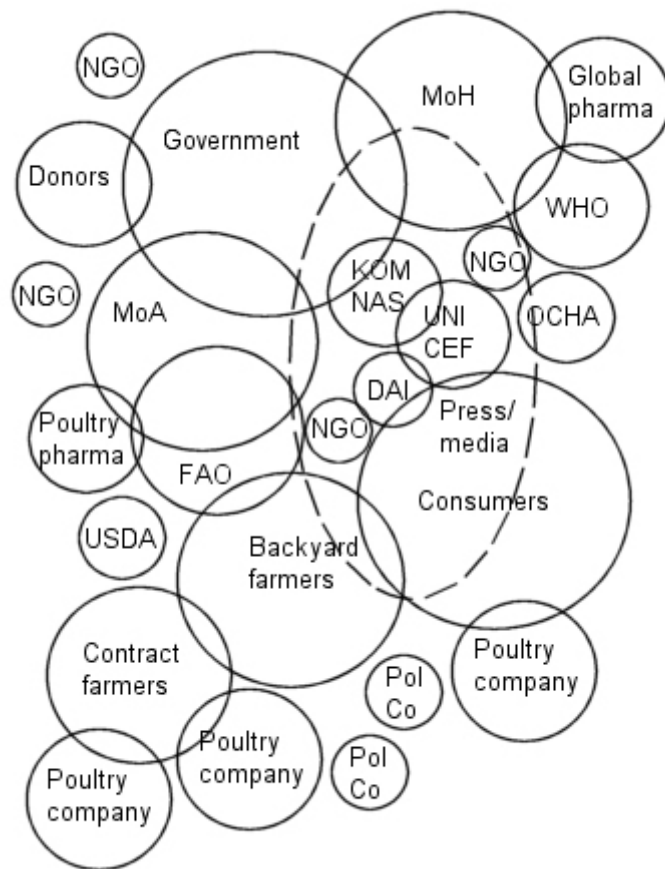 NGO
MoH
Global
pharma
Government
Donors
WHO
NGO
KOM
NAS
NGO
MoA
UNI
CEF
OCHA
DAI
Poultry
pharma
NGO
Press/
media
FAO
Consumers
USDA
Backyard
farmers
Contract
farmers
Pol
Co
Poultry
company
Poultry
company
Pol
Co
Poultry
company